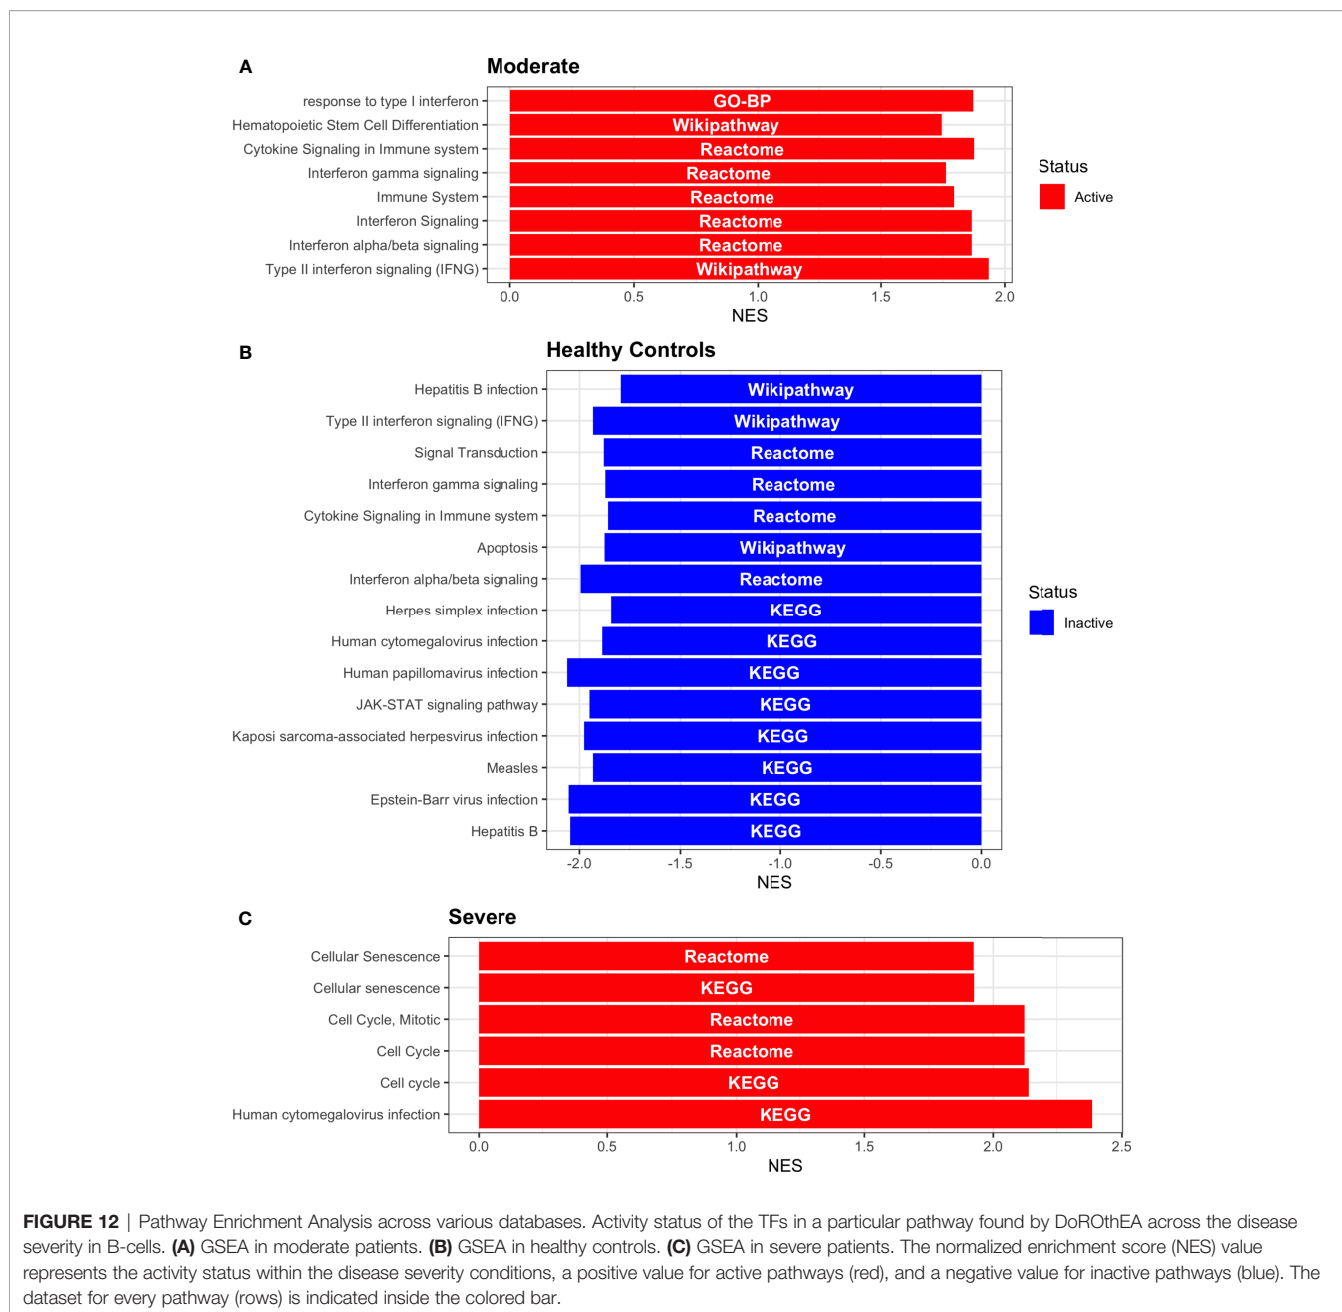 A
Moderate
response to type I interferon
GO-BP
Hematopoietic Stem Cell Differentiation
Wikipathway
Cytokine Signaling in Immune system
Reactome
Interferon gamma signaling
Reactome
Immune System
Reactome
Interferon Signaling
Reactome
Interferon alpha/beta signaling
Reactome
Type II interferon signaling (IFNG)
Wikipathway
0.0 0.5 1.0 1.5 2.0
NES
Status
Active
B
Healthy Controls
Hepatitis B infection
Wikipathway
Type II interferon signaling (IFNG)
Wikipathway
Signal Transduction
Reactome
Interferon gamma signaling
Reactome
Cytokine Signaling in Immune system
Reactome
Apoptosis
Wikipathway
Interferon alpha/beta signaling
Reactome
Herpes simplex infection
KEGG
Human cytomegalovirus infection
KEGG
Human papillomavirus infection
KEGG
JAK-STAT signaling pathway
KEGG
Kaposi sarcoma-associated herpesvirus infection
KEGG
Measles
KEGG
Epstein-Barr virus infection
KEGG
Hepatitis B
KEGG
-2.0 -1.5 -1.0 -0.5 0.0
NES
Status
Inactive
C
Severe
Cellular Senescence
Reactome
Cellular senescence
KEGG
Cell Cycle, Mitotic
Reactome
Cell Cycle
Reactome
Cell cycle
KEGG
Human cytomegalovirus infection
KEGG
0.0 0.5 1.0 1.5 2.0 2.5
NES
FIGURE 12 | Pathway Enrichment Analysis across various databases. Activity status of the TFs in a particular pathway found by DoROthEA across the disease
severity in B-cells. (A) GSEA in moderate patients. (B) GSEA in healthy controls. (C) GSEA in severe patients. The normalized enrichment score (NES) value
represents the activity status within the disease severity conditions, a positive value for active pathways (red), and a negative value for inactive pathways (blue). The
dataset for every pathway (rows) is indicated inside the colored bar.